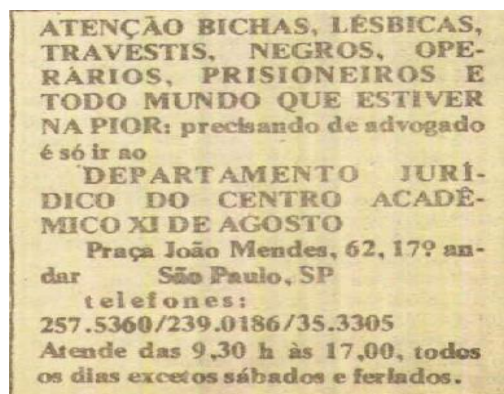 ATENÇÃO BICHAS, LÉSBICAS,
TRAVESTIS, NEGROS, OPE-
RÁRIOS, PRISIONEIROS E
TODO MUNDO QUE ESTIVER
NA PIOR: precisando de advogado
é só ir ao
DEPARTAMENTO JURÍ-
DICO DO CENTRO ACADÊ-
MICO XI DE AGOSTO
Praça João Mendes, 62, 17º an-
dar São Paulo, SP
telefones:
257.5360/239.0186/35.3305
Atende das 9,30 h às 17,00, todos
os dias excetos sábados e feriados.